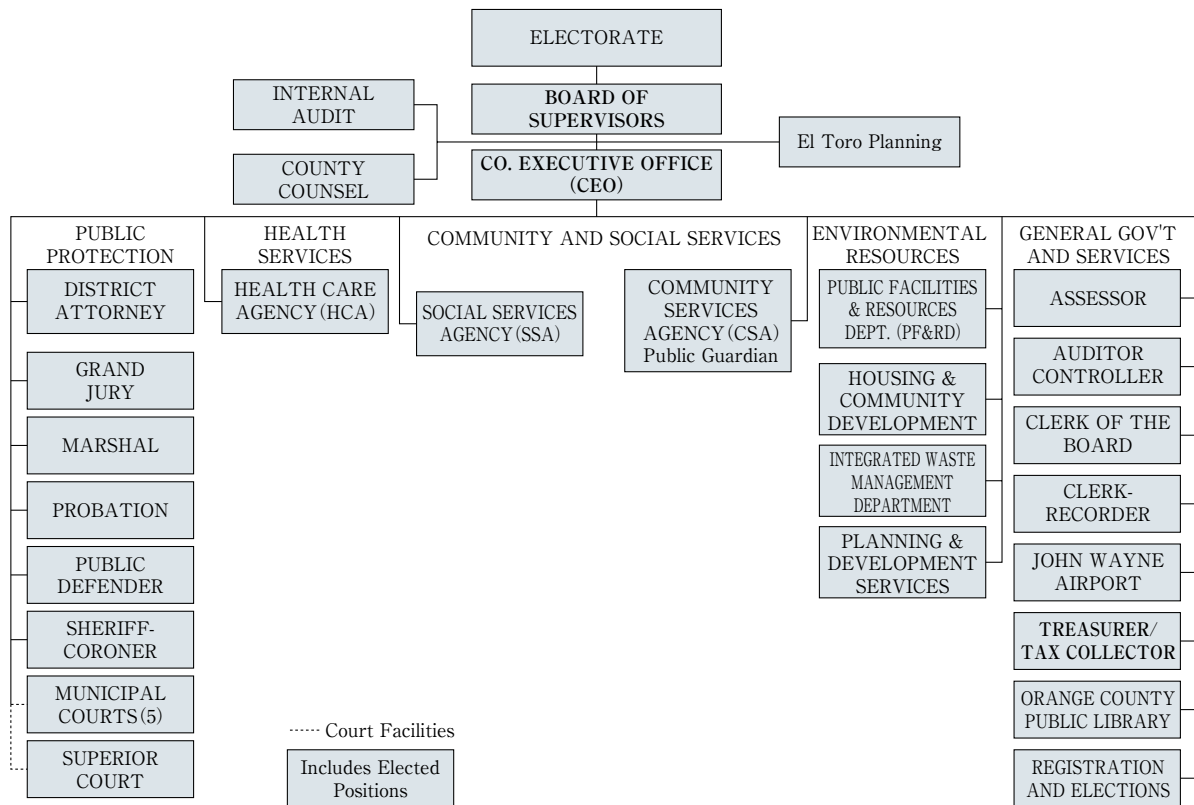 ELECTORATE
INTERNAL
AUDIT
BOARD OF
SUPERVISORS
El Toro Planning
COUNTY
COUNSEL
CO. EXECUTIVE OFFICE
(CEO)
PUBLIC
PROTECTION
DISTRICT
ATTORNEY
GRAND
JURY
MARSHAL
PROBATION
PUBLIC
DEFENDER
SHERIFF-
CORONER
MUNICIPAL
COURTS(5)
SUPERIOR
COURT
HEALTH
SERVICES
HEALTH CARE
AGENCY(HCA)
COMMUNITY AND SOCIAL SERVICES
SOCIAL SERVICES
AGENCY(SSA)
COMMUNITY
SERVICES
AGENCY(CSA)
Public Guardian
ENVIRONMENTAL
RESOURCES
PUBLIC FACILITIES
& RESOURCES
DEPT. (PF&RD)
HOUSING &
COMMUNITY
DEVELOPMENT
INTEGRATED WASTE
MANAGEMENT
DEPARTMENT
PLANNING &
DEVELOPMENT
SERVICES
GENERAL GOV'T
AND SERVICES
ASSESSOR
AUDITOR
CONTROLLER
CLERK OF THE
BOARD
CLERK-
RECORDER
JOHN WAYNE
AIRPORT
TREASURER/
TAX COLLECTOR
ORANGE COUNTY
PUBLIC LIBRARY
REGISTRATION
AND ELECTIONS
Court Facilities
Includes Elected
Positions